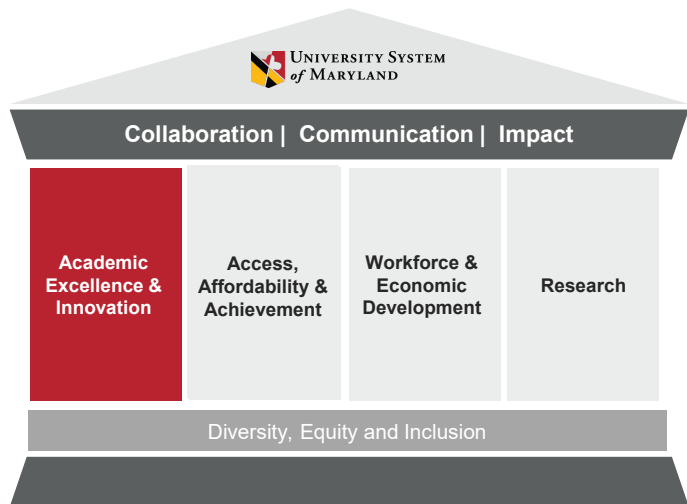 UNIVERSITY SYSTEM
of MARYLAND
Collaboration | Communication | Impact
Academic
Excellence &
Innovation
Access,
Affordability &
Achievement
Workforce &
Economic
Development
Research
Diversity, Equity and Inclusion